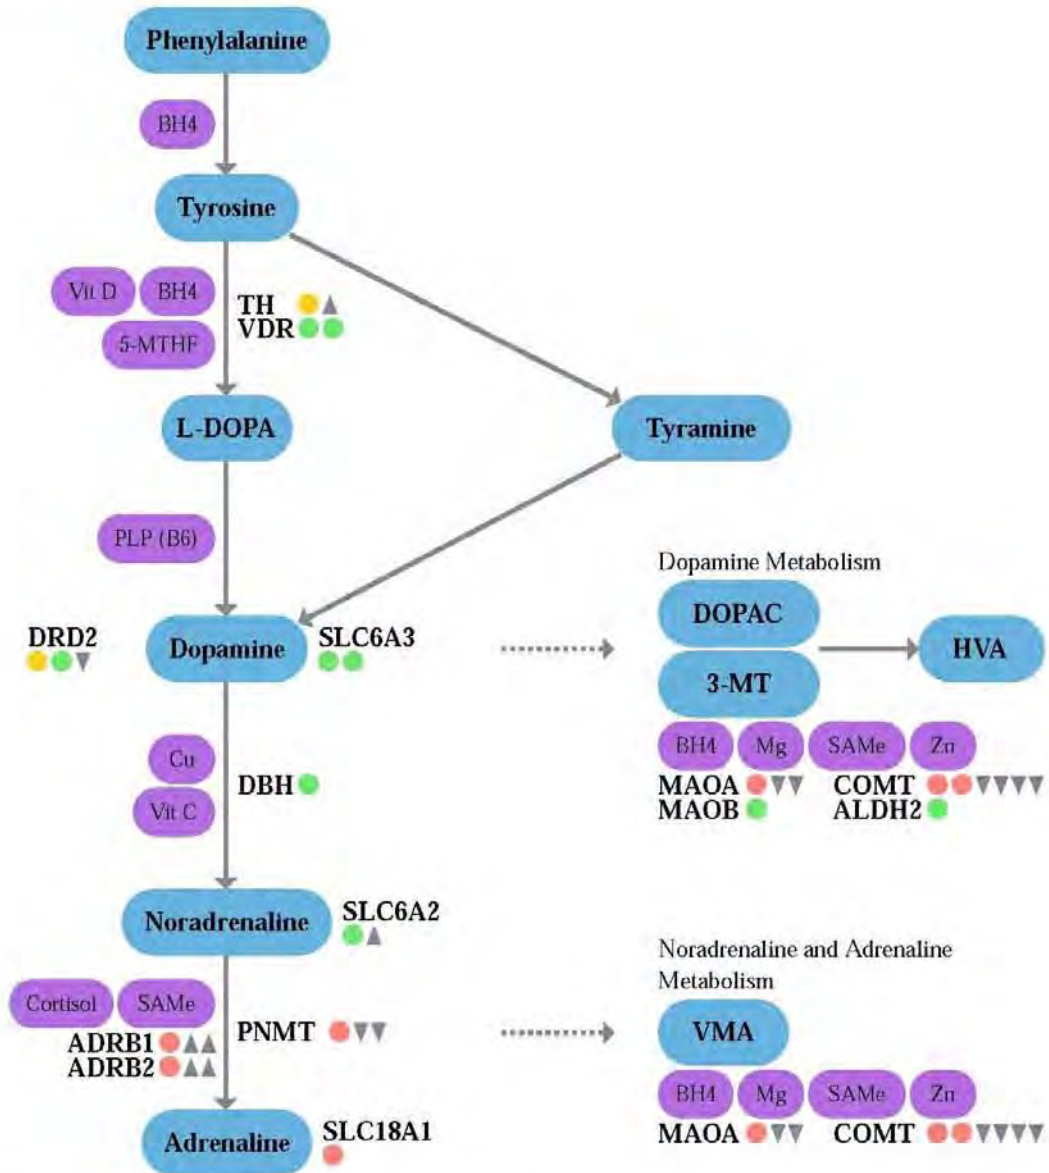 Phenylalanine
BH4
Tyrosine
Vit D BH4
TH
VDR
5-MTHF
L-DOPA
Tyramine
PLP (B6)
Dopamine Metabolism
DOPAC
DRD2
Dopamine
SLC6A3
HVA
3-MT
BH4 Mg SAMe Zn
Cu
MAOA COMT
DBH
MAOB ALDH2
Vit C
Noradrenaline
SLC6A2
Noradrenaline and Adrenaline
Metabolism
Cortisol SAMe
PNMT
VMA
ADRB1
ADRB2
BH4 Mg SAMe Zn
Adrenaline
SLC18A1
MAOA COMT